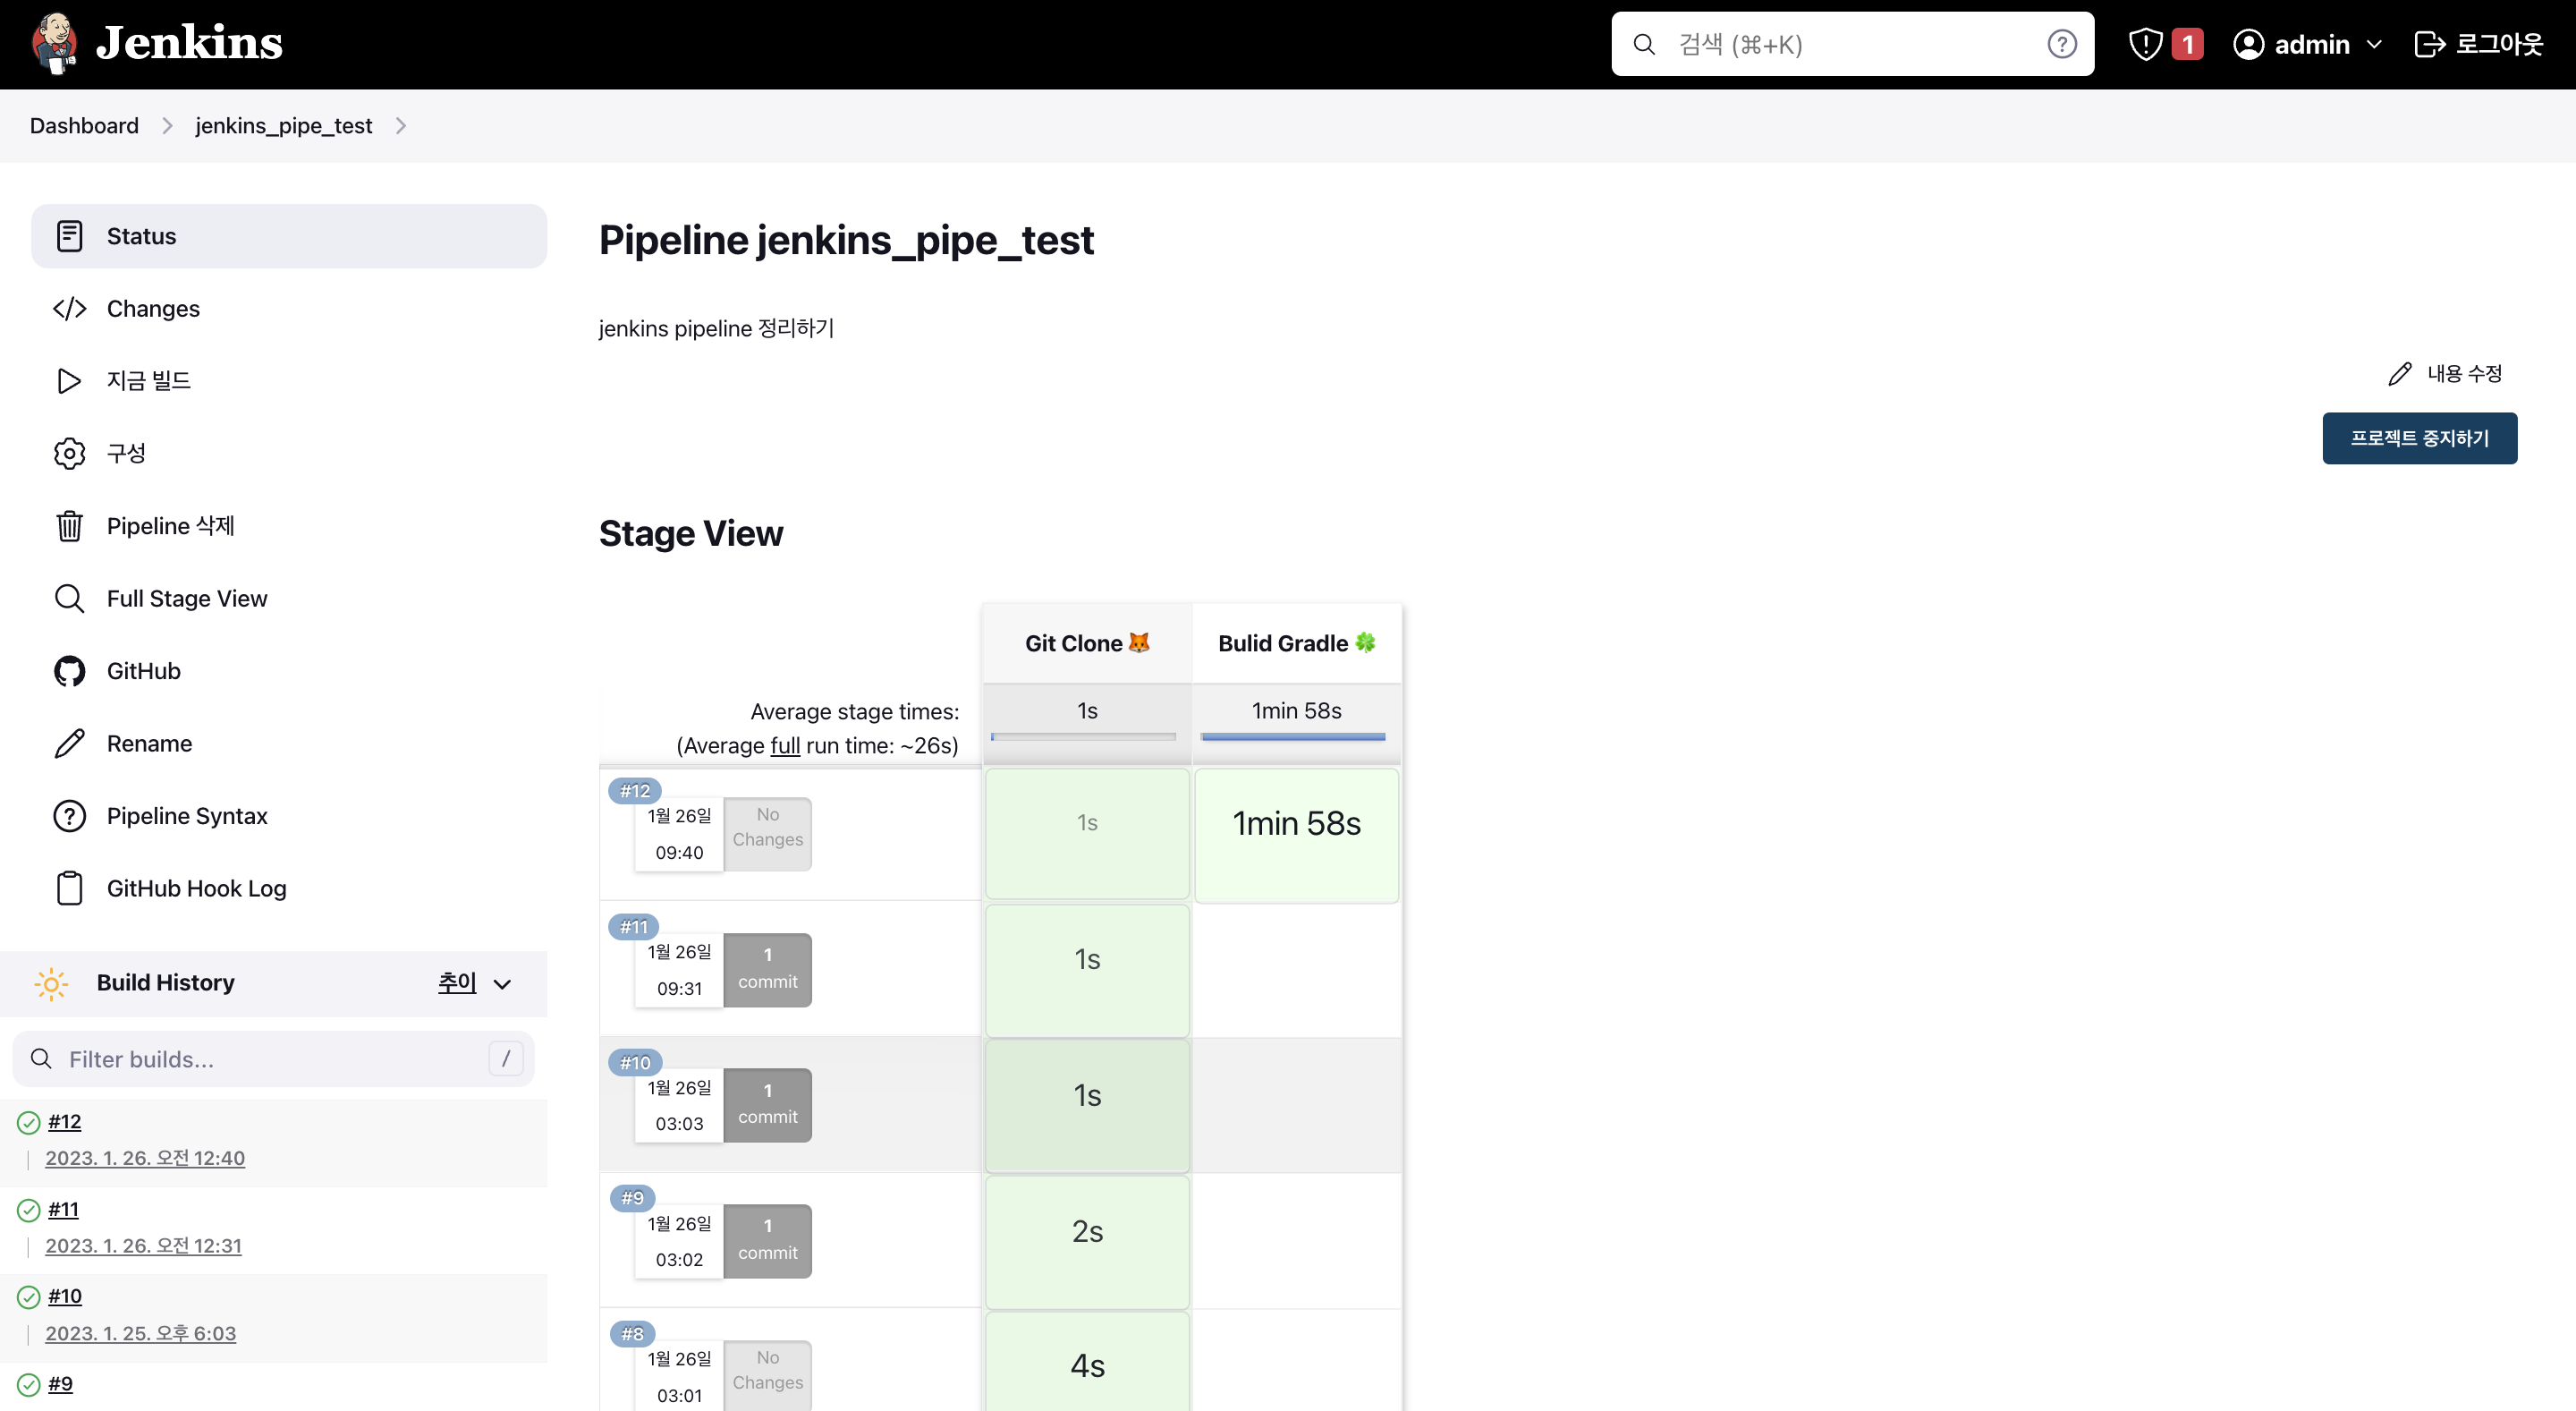 Jenkins
검색 (⌘+K)
1
admin
로그아웃
Dashboard
jenkins_pipe_test
Status
Changes
지금 빌드
구성
Pipeline 삭제
Full Stage View
GitHub
Rename
Pipeline Syntax
GitHub Hook Log
Build History
추이
Filter builds...
/
#12
2023. 1. 26. 오전 12:40
#11
2023. 1. 26. 오전 12:31
#10
2023. 1. 25. 오후 6:03
#9
Pipeline jenkins_pipe_test
jenkins pipeline 정리하기
내용 수정
프로젝트 중지하기
Stage View
Git Clone 🦊
Bulid Gradle 🍀
Average stage times:
(Average full run time: ~26s)
1s
1min 58s
#12
1월 26일
09:40
No
Changes
1s
1min 58s
#11
1월 26일
09:31
1
commit
1s
#10
1월 26일
03:03
1
commit
1s
#9
1월 26일
03:02
1
commit
2s
#8
1월 26일
03:01
No
Changes
4s